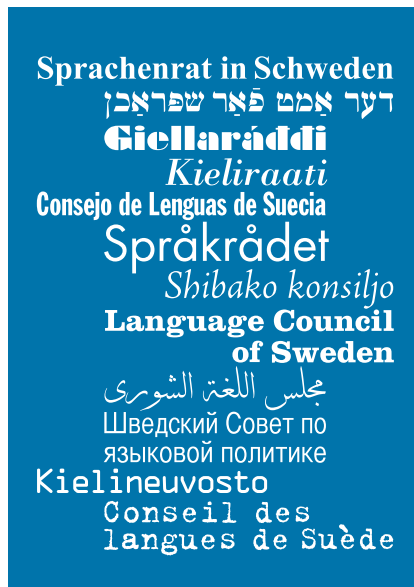 Sprachenrat in Schweden
דער אַמט פֿאַר שפּראַכן
Giellaráđđi
Kieliraati
Consejo de Lenguas de Suecia
Språkrådet
Shibako konsiljo
Language Council
of Sweden
مجلس اللغة الشورى
Шведский Совет по
языковой политике
Kielineuvosto
Conseil des
langues de Suède